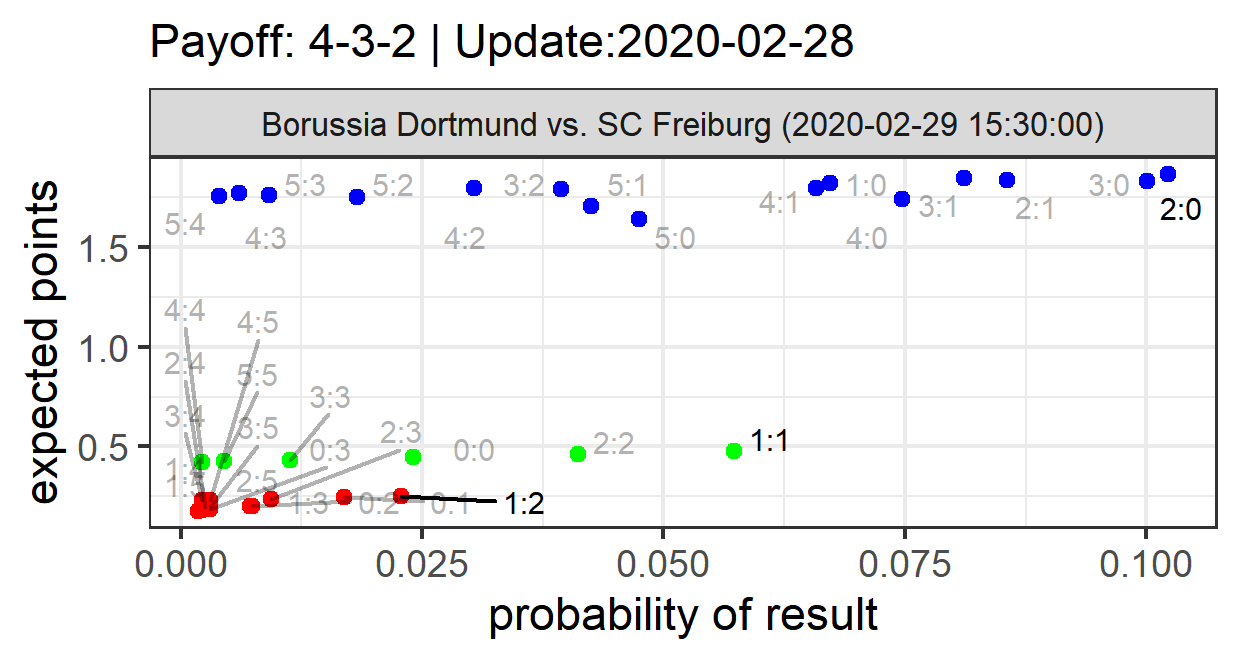 Payoff: 4-3-2 | Update:2020-02-28
Borussia Dortmund vs. SC Freiburg (2020-02-29 15:30:00)
expected points
1.5
1.0
0.5
5:3 5:2 3:2 5:1 1:0 3:0
5:4 4:1 3:1 2:1 2:0
4:3 4:2 5:0 4:0
4:4 4:5
2:4 5:5
3:3
3:4 3:5 2:3 1:1
0:3 0:0 2:2
1:4 2:5
1:3 0:2 0:1 1:2
0.000 0.025 0.050 0.075 0.100
probability of result